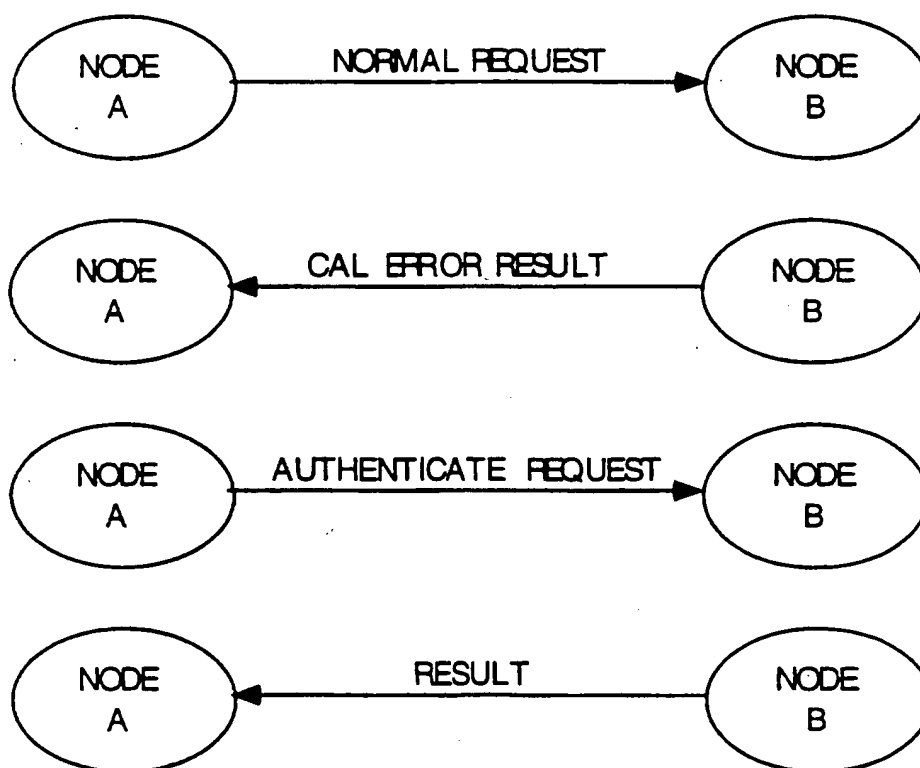 NODE
A
NORMAL REQUEST
NODE
B
NODE
A
CAL ERROR RESULT
NODE
B
NODE
A
AUTHENTICATE REQUEST
NODE
B
NODE
A
RESULT
NODE
B